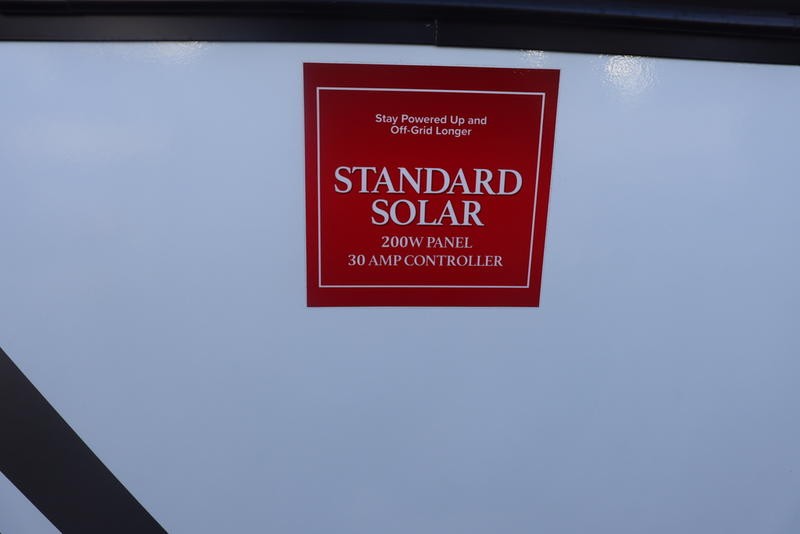 Stay Powered Up and
Off-Grid Longer
STANDARD
SOLAR
200W PANEL
30 AMP CONTROLLER